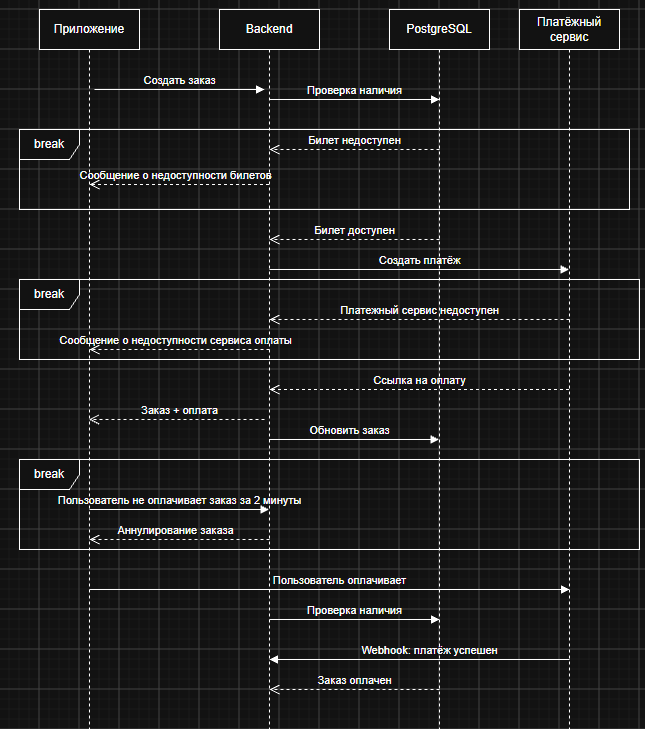 Приложение
Backend
PostgreSQL
Платёжный
сервис
Создать заказ
Проверка наличия
break
Билет недоступен
Сообщение о недоступности билетов
Билет доступен
Создать платёж
break
Платежный сервис недоступен
Сообщение о недоступности сервиса оплаты
Ссылка на оплату
Заказ + оплата
Обновить заказ
break
Пользователь не оплачивает заказ за 2 минуты
Аннулирование заказа
Пользователь оплачивает
Проверка наличия
Webhook: платёж успешен
Заказ оплачен